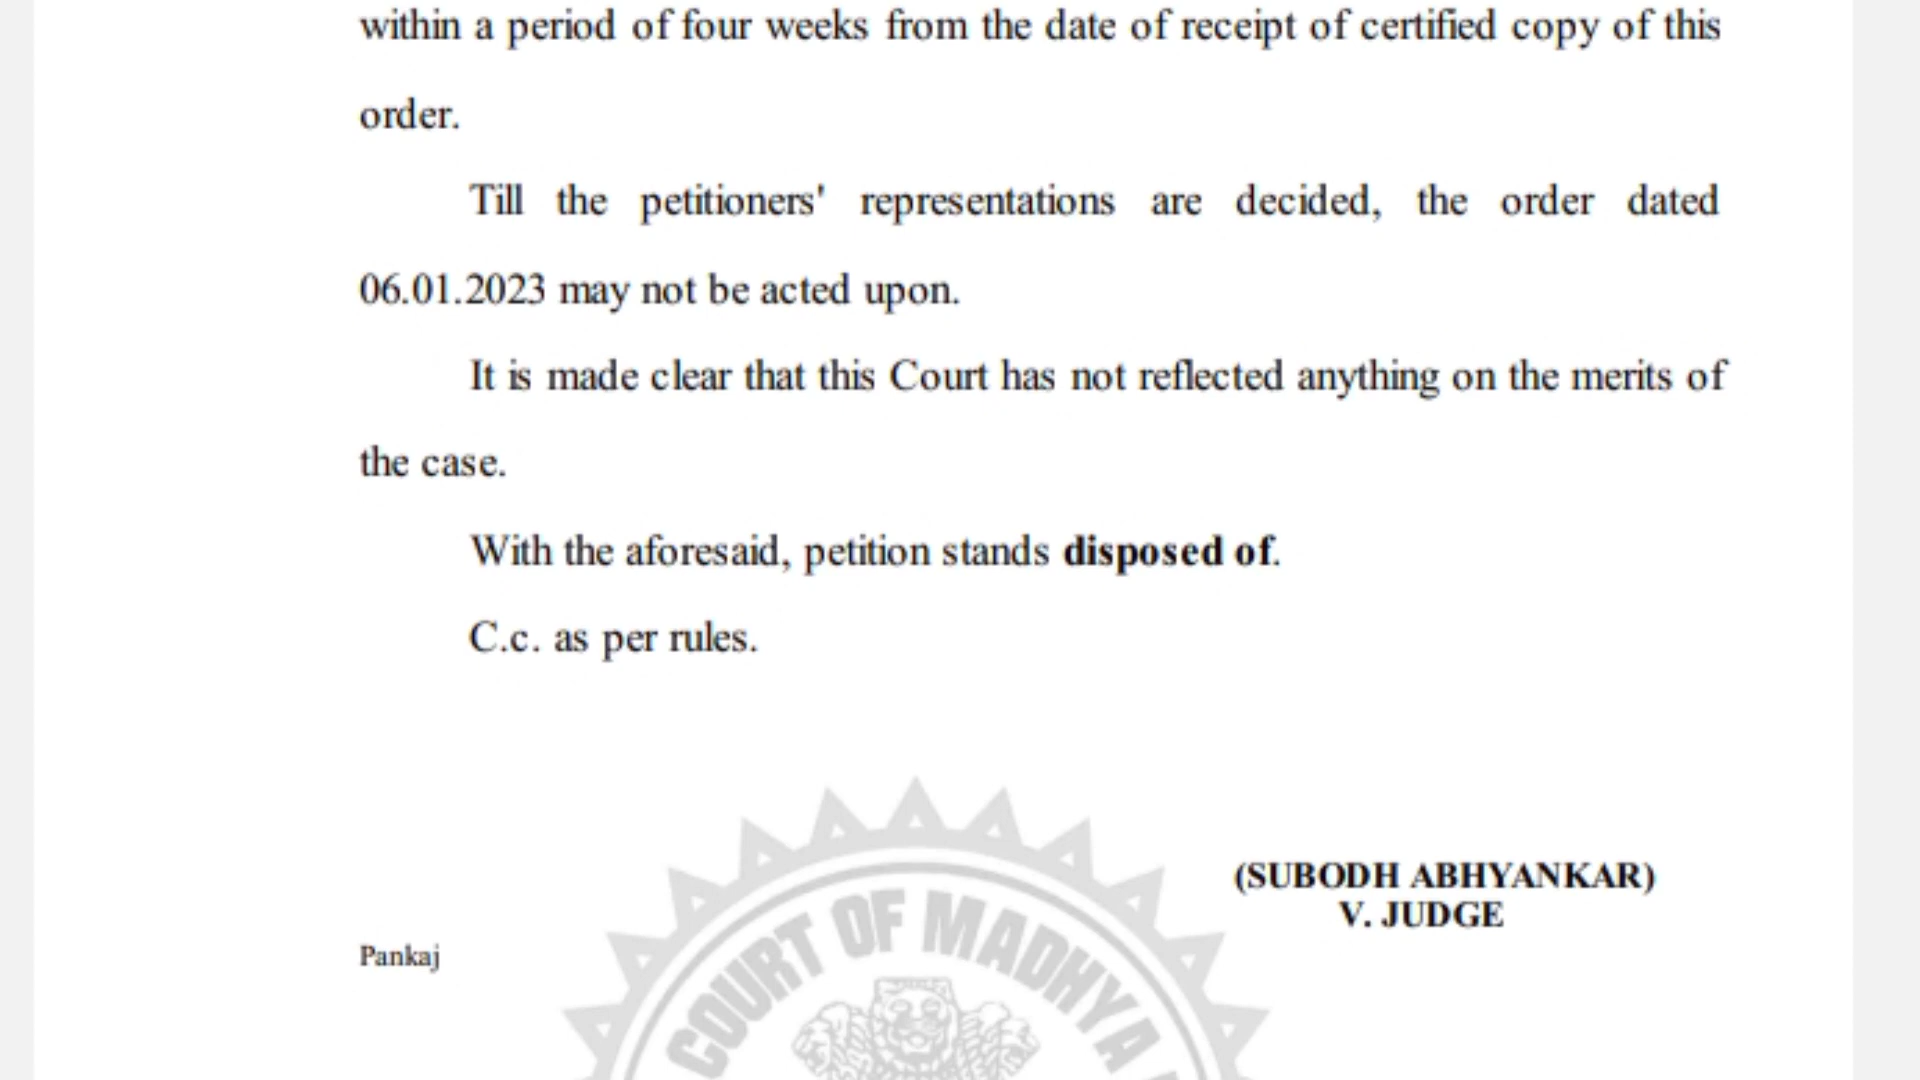 within a period of four weeks from the date of receipt of certified copy of this
order.
Till the petitioners' representations are decided, the order dated
06.01.2023 may not be acted upon.
It is made clear that this Court has not reflected anything on the merits of
the case.
With the aforesaid, petition stands disposed of.
C.c. as per rules.
(SUBODH ABHYANKAR)
V. JUDGE
Pankaj
COURT OF MADHYA